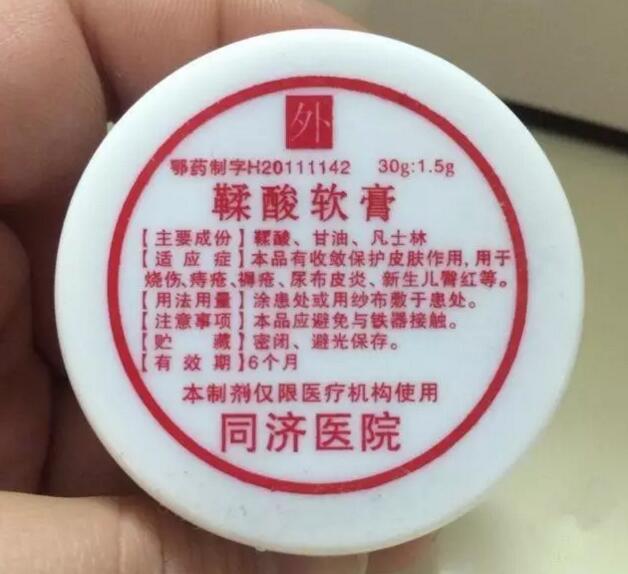 外
鄂药制字H20111142 30g:1.5g
鞣酸软膏
【主要成份】鞣酸、甘油、凡士林
【适应症】本品有收敛保护皮肤作用,用于
烧伤、痔疮、褥疮、尿布皮炎、新生儿臀红等。
【用法用量】涂患处或用纱布敷于患处。
【注意事项】本品应避免与铁器接触。
【贮藏】密闭、避光保存。
【有效期】6个月
本制剂仅限医疗机构使用
同济医院